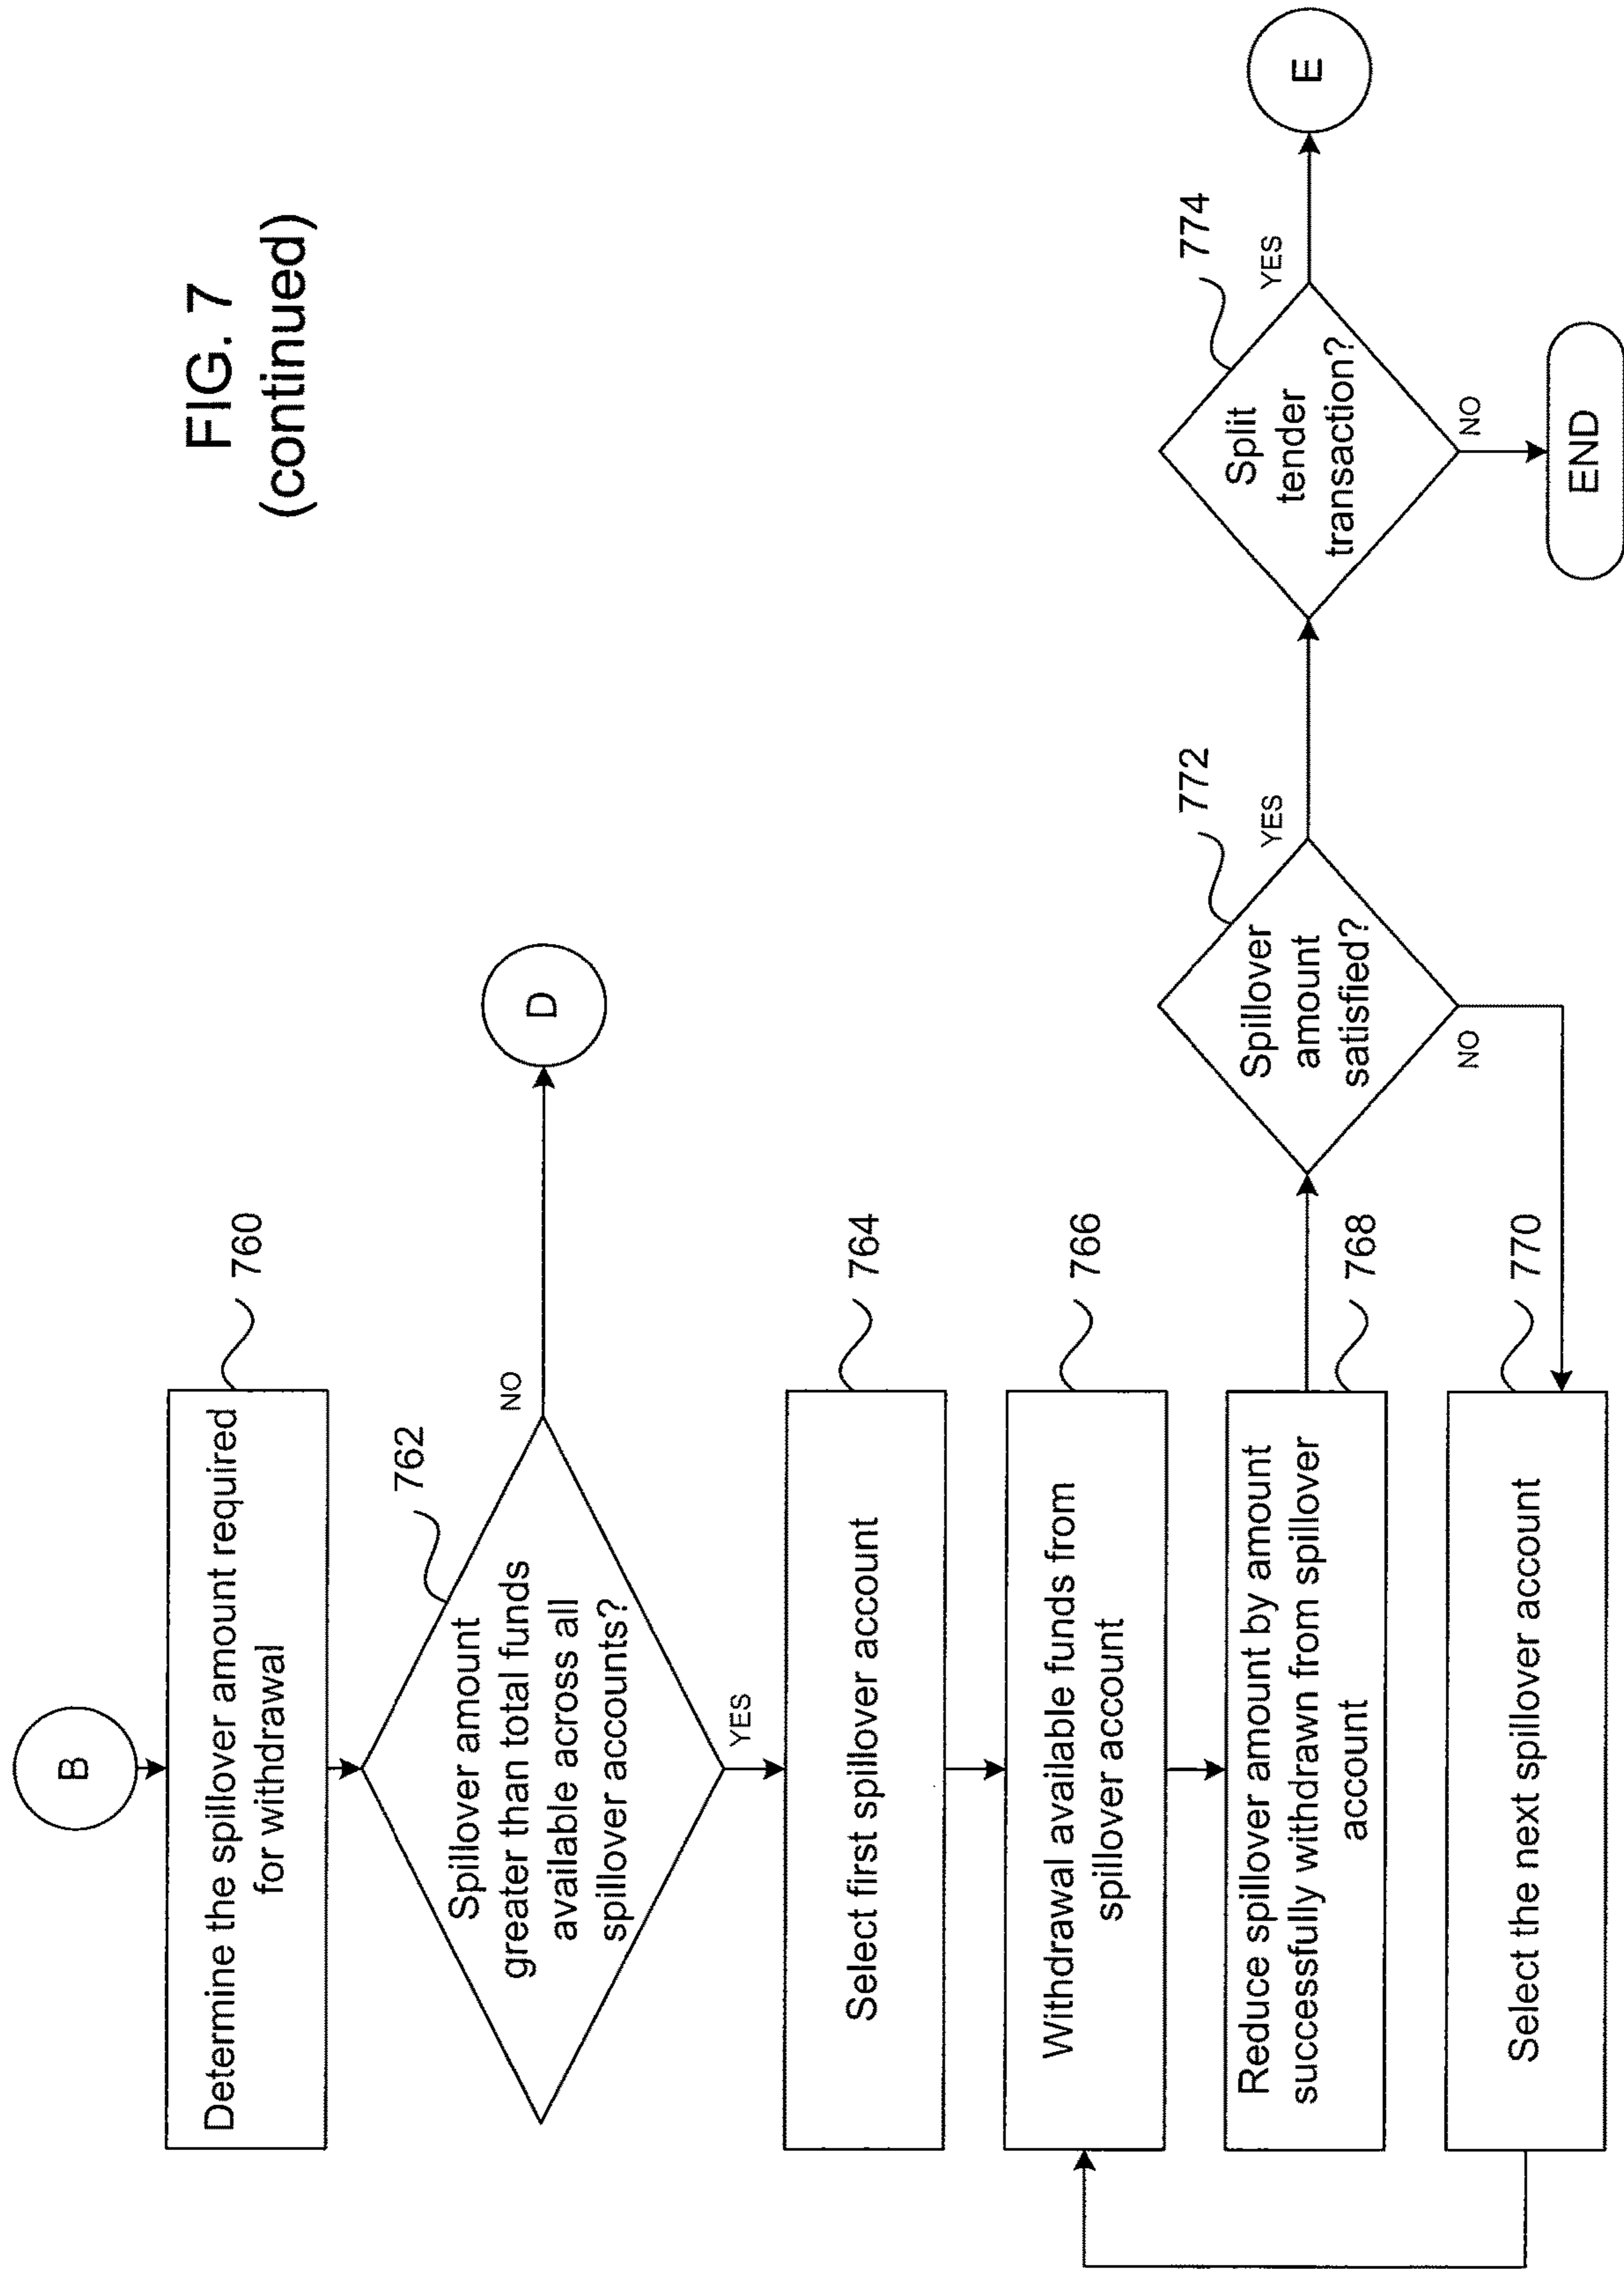 FIG. 7
(continued)
B
Determine the spillover amount required
for withdrawal
760
Spillover amount
greater than total funds
available across all
spillover accounts?
762
NO
D
YES
Select first spillover account
764
Withdrawal available funds from
spillover account
766
Reduce spillover amount by amount
successfully withdrawn from spillover
account
768
Spillover
amount
satisfied?
772
YES
NO
Select the next spillover account
770
Split
tender
transaction?
774
YES
E
NO
END